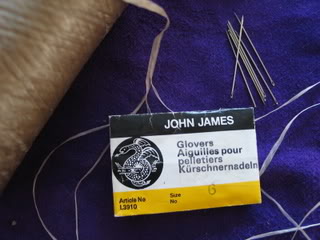 JOHN JAMES
Glovers
Aiguilles pour
pelletiers
Kürschnernadeln
Article No
L3910
Size
No
6